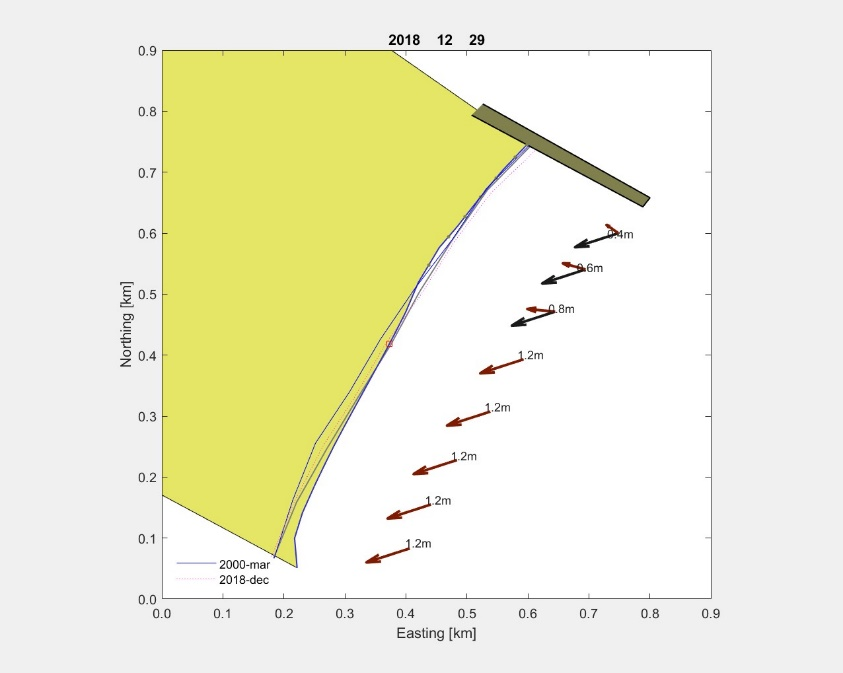 2018 12 29
0.9
0.8
0.7
0.6
0.5
0.4
0.3
0.2
0.1
0.0
Northing [km]
0.4m
0.6m
0.8m
1.2m
1.2m
1.2m
1.2m
1.2m
2000-mar
2018-dec
0.0 0.1 0.2 0.3 0.4 0.5 0.6 0.7 0.8 0.9
Easting [km]